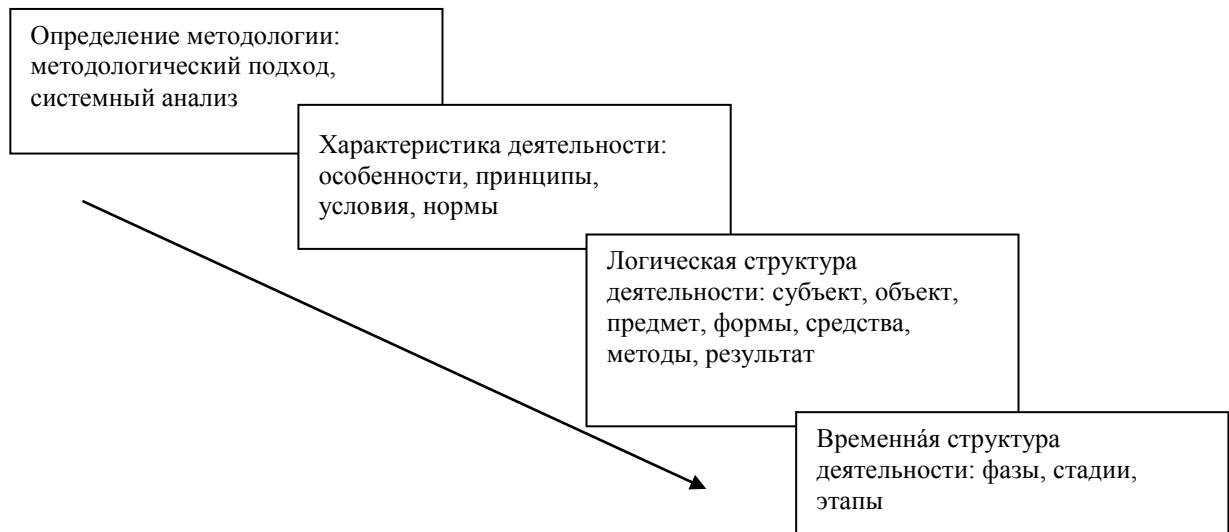 Определение методологии:
методологический подход,
системный анализ
Характеристика деятельности:
особенности, принципы,
условия, нормы
Логическая структура
деятельности: субъект, объект,
предмет, формы, средства,
методы, результат
Временна́я структура
деятельности: фазы, стадии,
этапы